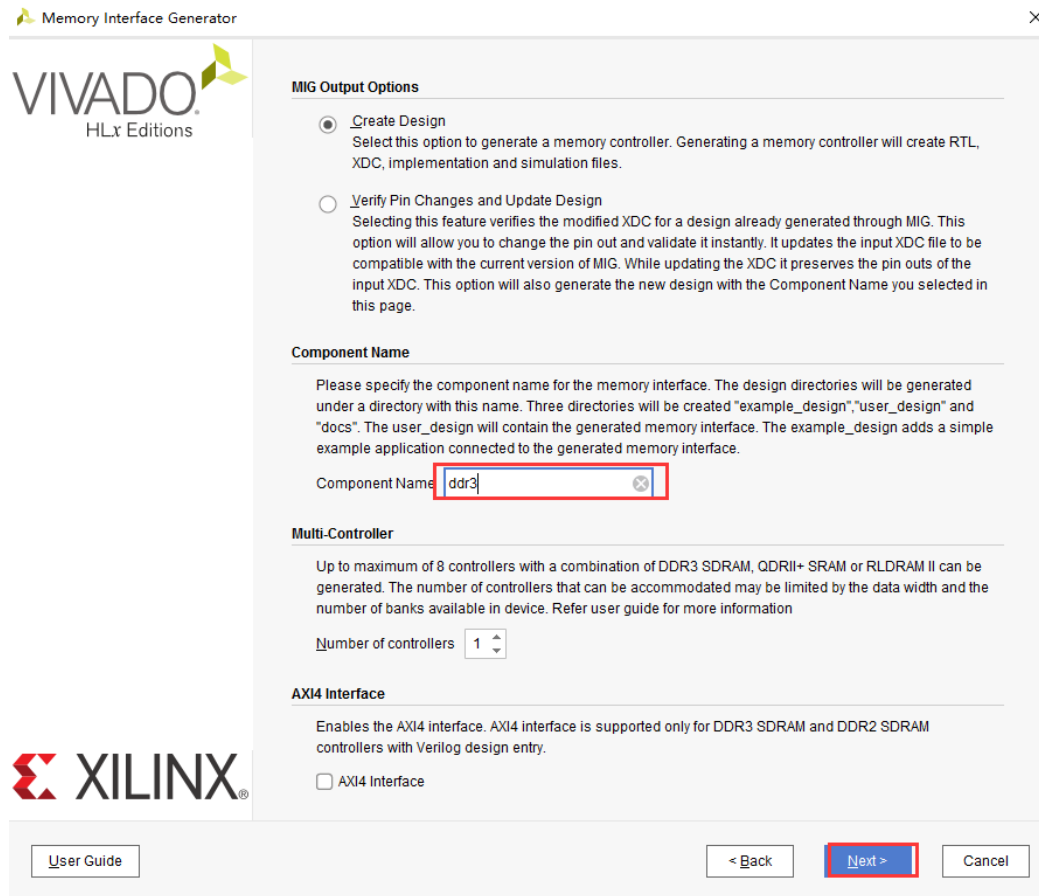 Memory Interface Generator
VIVADO.
HLx Editions
MIG Output Options
Create Design
Select this option to generate a memory controller. Generating a memory controller will create RTL,
XDC, implementation and simulation files.
Verify Pin Changes and Update Design
Selecting this feature verifies the modified XDC for a design already generated through MIG. This
option will allow you to change the pin out and validate it instantly. It updates the input XDC file to be
compatible with the current version of MIG. While updating the XDC it preserves the pin outs of the
input XDC. This option will also generate the new design with the Component Name you selected in
this page.
Component Name
Please specify the component name for the memory interface. The design directories will be generated
under a directory with this name. Three directories will be created "example_design","user_design" and
"docs". The user_design will contain the generated memory interface. The example_design adds a simple
example application connected to the generated memory interface.
Component Name ddr3
Multi-Controller
Up to maximum of 8 controllers with a combination of DDR3 SDRAM, QDRII+ SRAM or RLDRAM II can be
generated. The number of controllers that can be accommodated may be limited by the data width and the
number of banks available in device. Refer user guide for more information
Number of controllers 1
AXI4 Interface
Enables the AXI4 interface. AXI4 interface is supported only for DDR3 SDRAM and DDR2 SDRAM
controllers with Verilog design entry.
AXI4 Interface
XILINX®
User Guide
< Back
Next >
Cancel